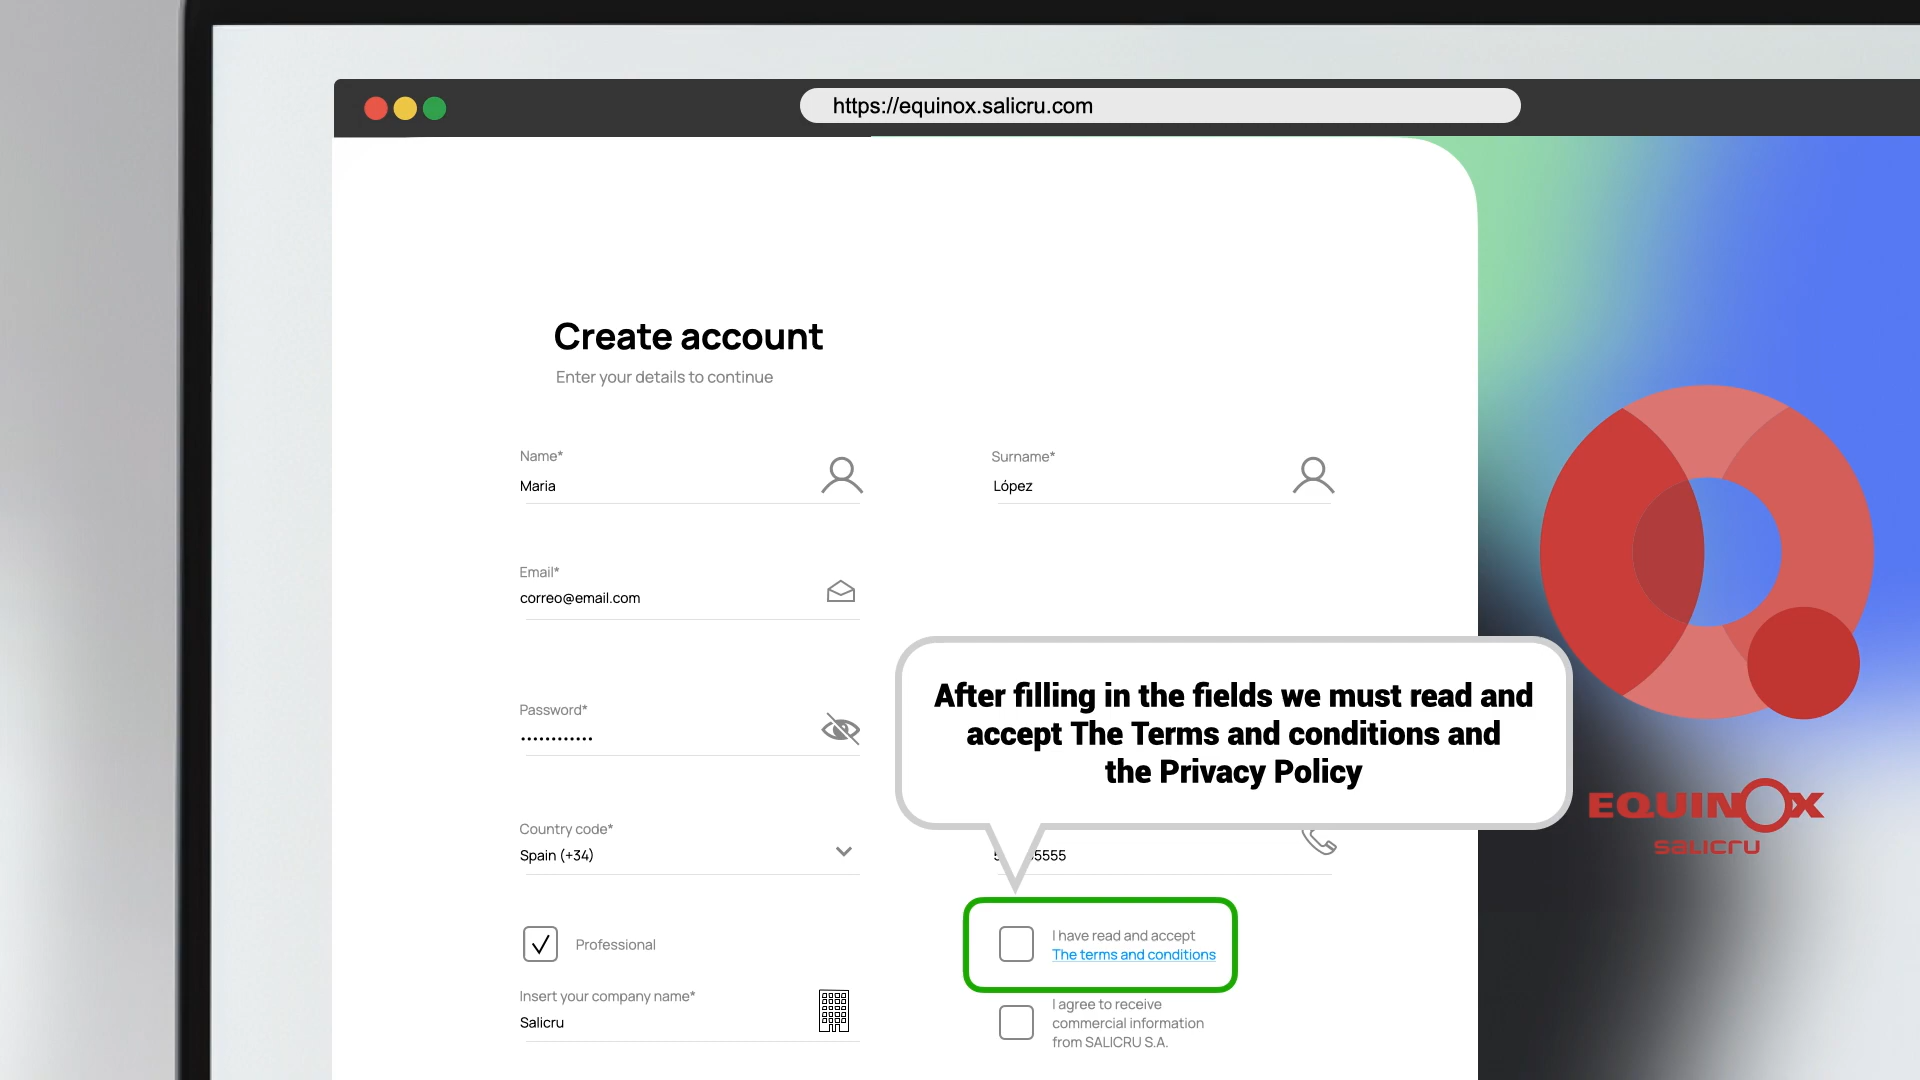 https://equinox.salicru.com
Create account
Enter your details to continue
Name*
Maria
Surname*
López
Email*
correo@email.com
Password*
••••••••••••
After filling in the fields we must read and
accept The Terms and conditions and
the Privacy Policy
Country code*
Spain (+34)
5555
Professional
I have read and accept
The terms and conditions
Insert your company name*
Salicru
I agree to receive
commercial information
from SALICRU S.A.
EQUINOX
SALICRU